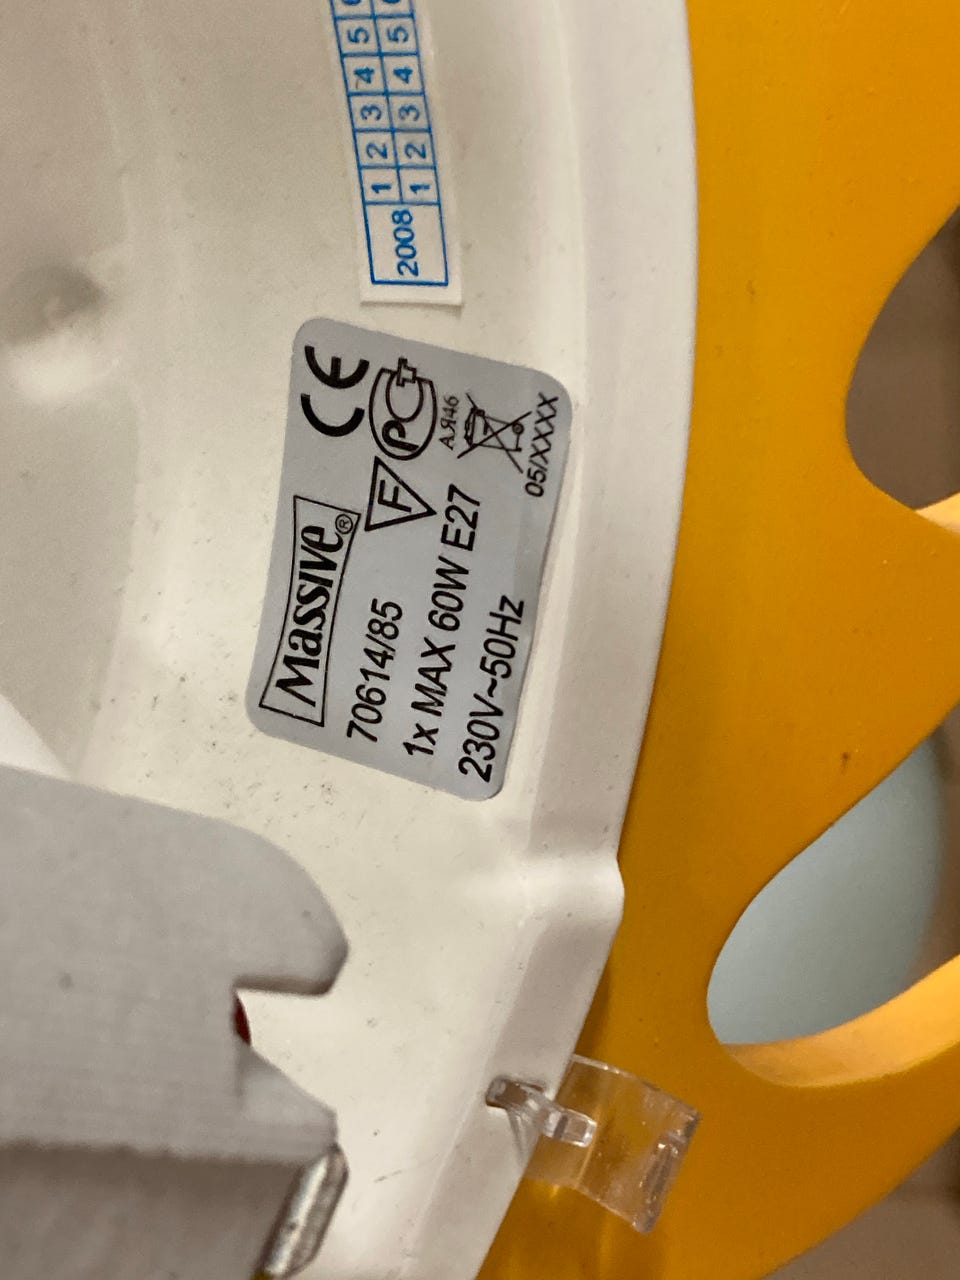 2008 1 2 3 4 5
1 2 3 4 5
Massive®
CE
70614/85
F
РСТ
1x MAX 60W E27
АЯ46
230V~50Hz
05/XXXX